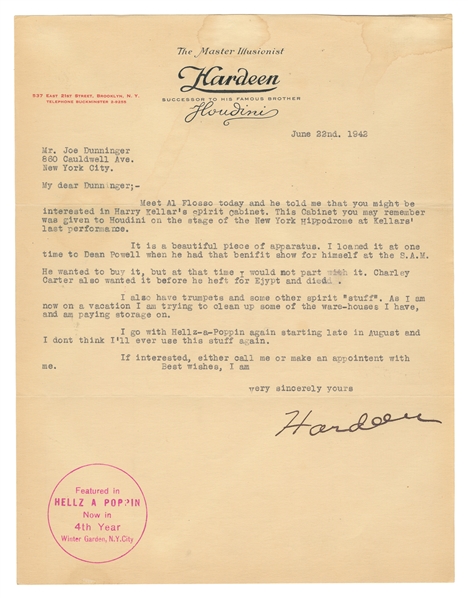 The Master Illusionist
Hardeen
SUCCESSOR TO HIS FAMOUS BROTHER
Houdini
537 EAST 21ST STREET, BROOKLYN, N. Y.
TELEPHONE BUCKMINSTER 2-3236
June 22nd. 1942
Mr. Joe Dunninger
860 Cauldwell Ave.
New York City.
My dear Dunninger;-
Meet Al Flosso today and he told me that you might be
interested in Harry Kellar's spirit cabinet. This Cabinet you may remember
was given to Houdini on the stage of the New York Hippodrome at Kellars'
last performance.
It is a beautiful piece of apparatus. I loaned it at one
time to Dean Powell when he had that benifit show for himself at the S.A.M.
He wanted to buy it, but at that time I would not part with it. Charley
Carter also wanted it before he heft for Ejypt and died.
I also have trumpets and some other spirit "stuff". As I am
now on a vacation I am trying to clean up some of the ware-houses I have,
and am paying storage on.
I go with Hellz-a-Poppin again starting late in August and
I dont think I'll ever use this stuff again.
If interested, either call me or make an appointent with
me. Best wishes, I am
very sincerely yours
Hardeen
Featured in
HELLZ A POPPIN
Now in
4th Year
Winter Garden, N.Y.City